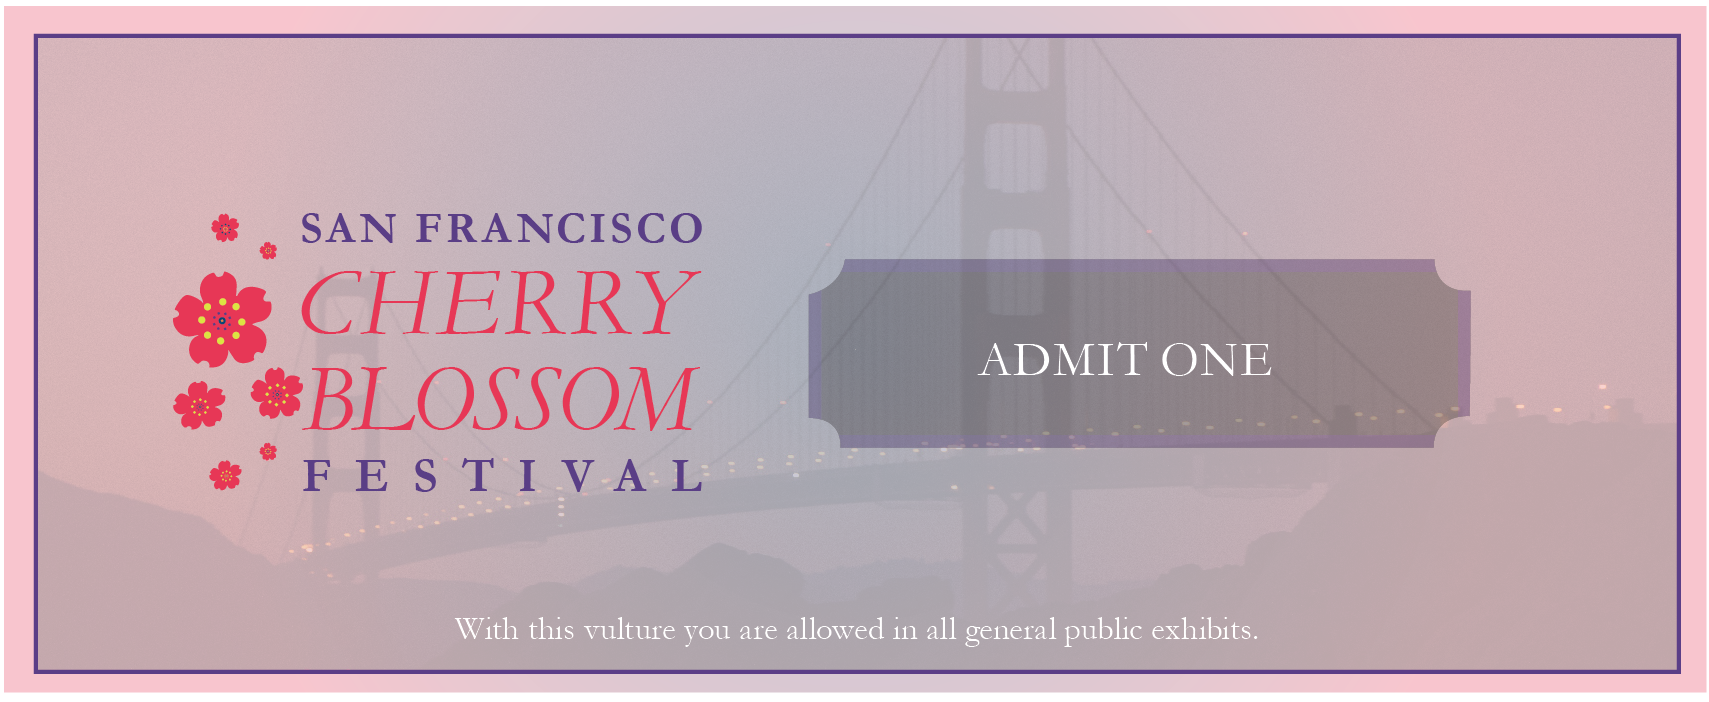 SAN FRANCISCO
CHERRY
BLOSSOM
FESTIVAL
ADMIT ONE
With this vulture you are allowed in all general public exhibits.